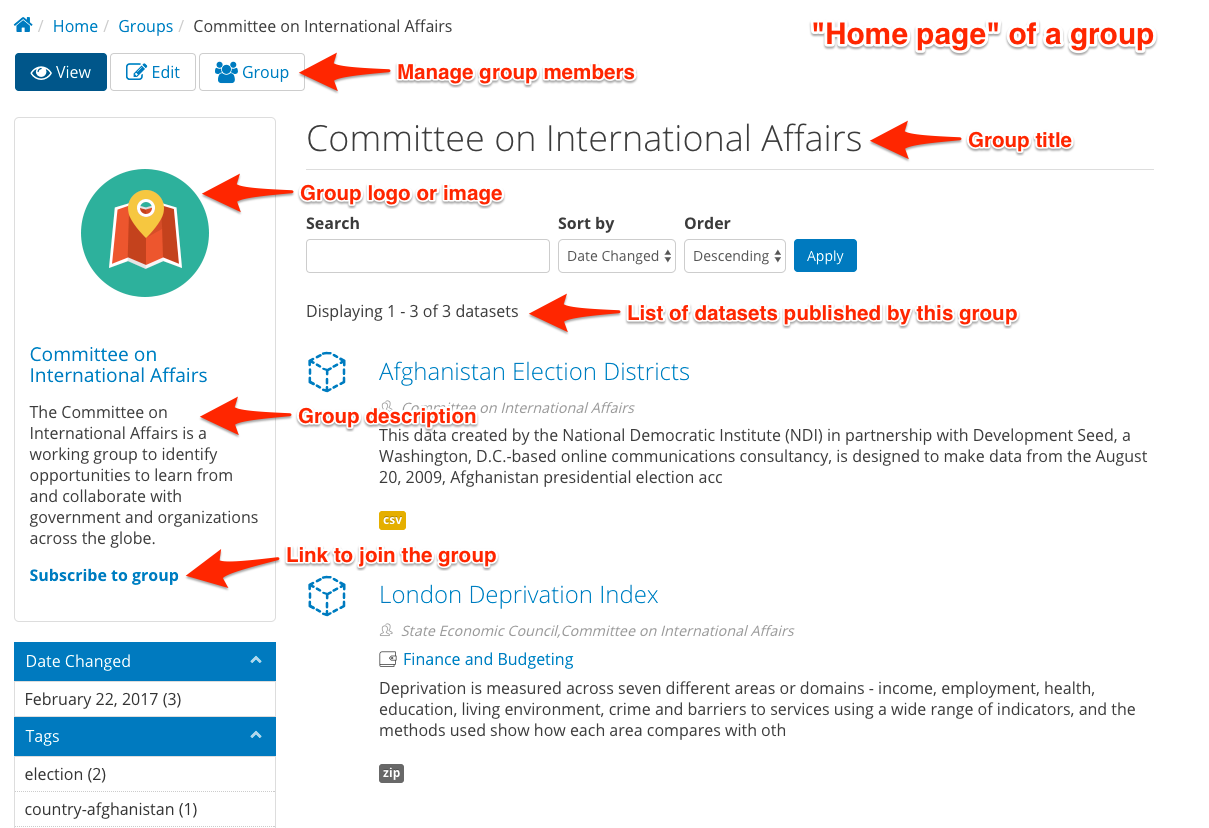 Home / Groups / Committee on International Affairs
"Home page" of a group
View
Edit
Group
Manage group members
Committee on International Affairs
Group title
Group logo or image
Search
Sort by
Order
Date Changed
Descending
Apply
Displaying 1 - 3 of 3 datasets
List of datasets published by this group
Committee on
International Affairs
The Committee on
International Affairs is a
working group to identify
opportunities to learn from
and collaborate with
government and organizations
across the globe.
Group description
Subscribe to group
Link to join the group
Afghanistan Election Districts
Committee on International Affairs
This data created by the National Democratic Institute (NDI) in partnership with Development Seed, a
Washington, D.C.-based online communications consultancy, is designed to make data from the August
20, 2009, Afghanistan presidential election acc
csv
London Deprivation Index
State Economic Council,Committee on International Affairs
Finance and Budgeting
Deprivation is measured across seven different areas or domains - income, employment, health,
education, living environment, crime and barriers to services using a wide range of indicators, and the
methods used show how each area compares with oth
zip
Date Changed
February 22, 2017 (3)
Tags
election (2)
country-afghanistan (1)